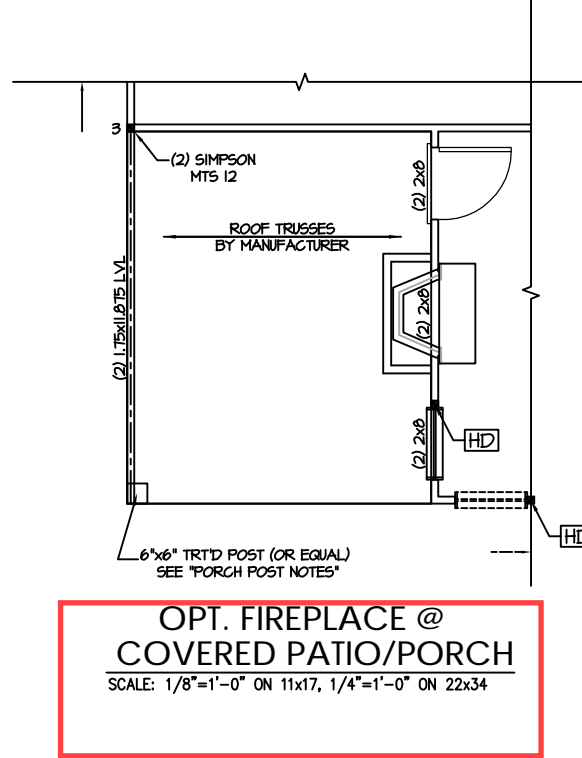 3
(2) SIMPSON
MTS 12
(2) 2x8
ROOF TRUSSES
BY MANUFACTURER
(2) 1.75x11.875 LVL
(2) 2x8
(2) 2x8
HD
HD
6"x6" TRT'D POST (OR EQUAL)
SEE "PORCH POST NOTES"
OPT. FIREPLACE @
COVERED PATIO/PORCH
SCALE: 1/8"=1'-0" ON 11x17, 1/4"=1'-0" ON 22x34